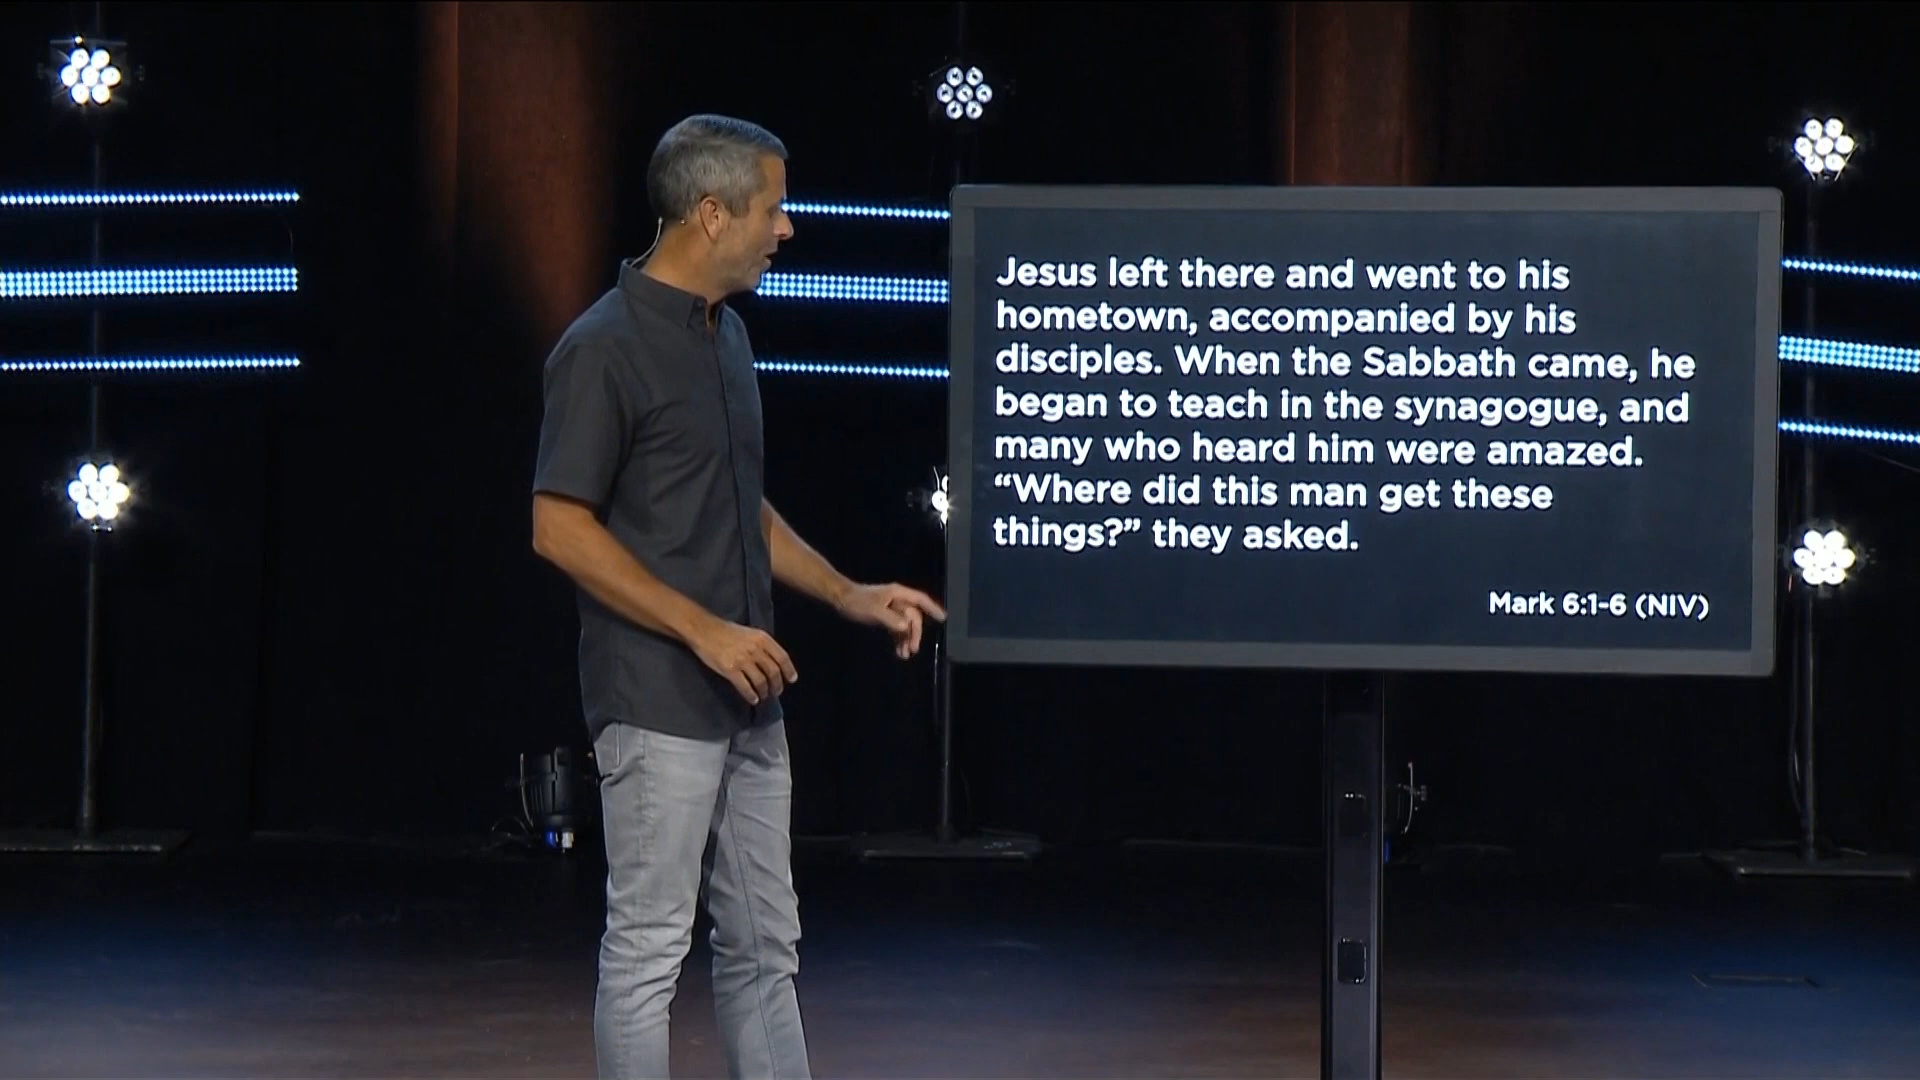 Jesus left there and went to his
hometown, accompanied by his
disciples. When the Sabbath came, he
began to teach in the synagogue, and
many who heard him were amazed.
“Where did this man get these
things?” they asked.
Mark 6:1-6 (NIV)